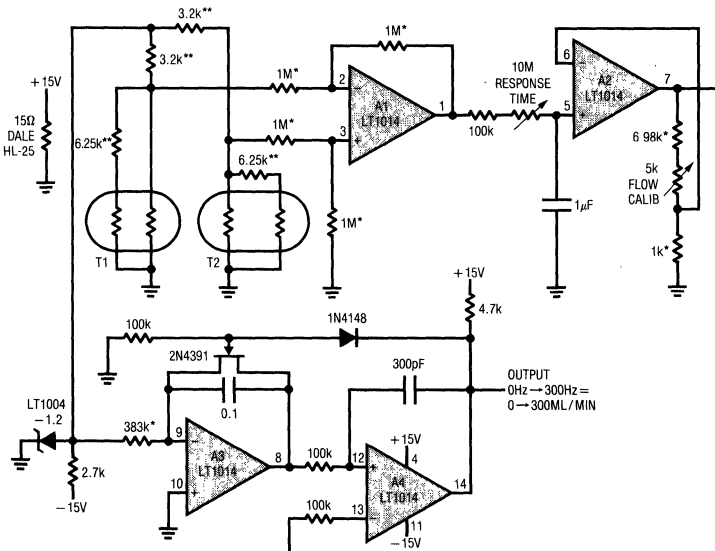 3.2k**
3.2k**
+15V
15Ω
DALE
HL-25
6.25k**
T1
6.25k**
T2
1M*
1M*
1M*
1M*
2
3
A1
LT1014
1
100k
10M
RESPONSE
TIME
1µF
6
5
A2
LT1014
7
6 98k*
5k
FLOW
CALIB
1k*
+15V
4.7k
100k
1N4148
2N4391
0.1
300pF
OUTPUT
0Hz→300Hz=
0→300ML/MIN
LT1004
−1.2
383k*
2.7k
−15V
9
10
A3
LT1014
8
100k
100k
12
13
+15V
4
A4
LT1014
14
11
−15V